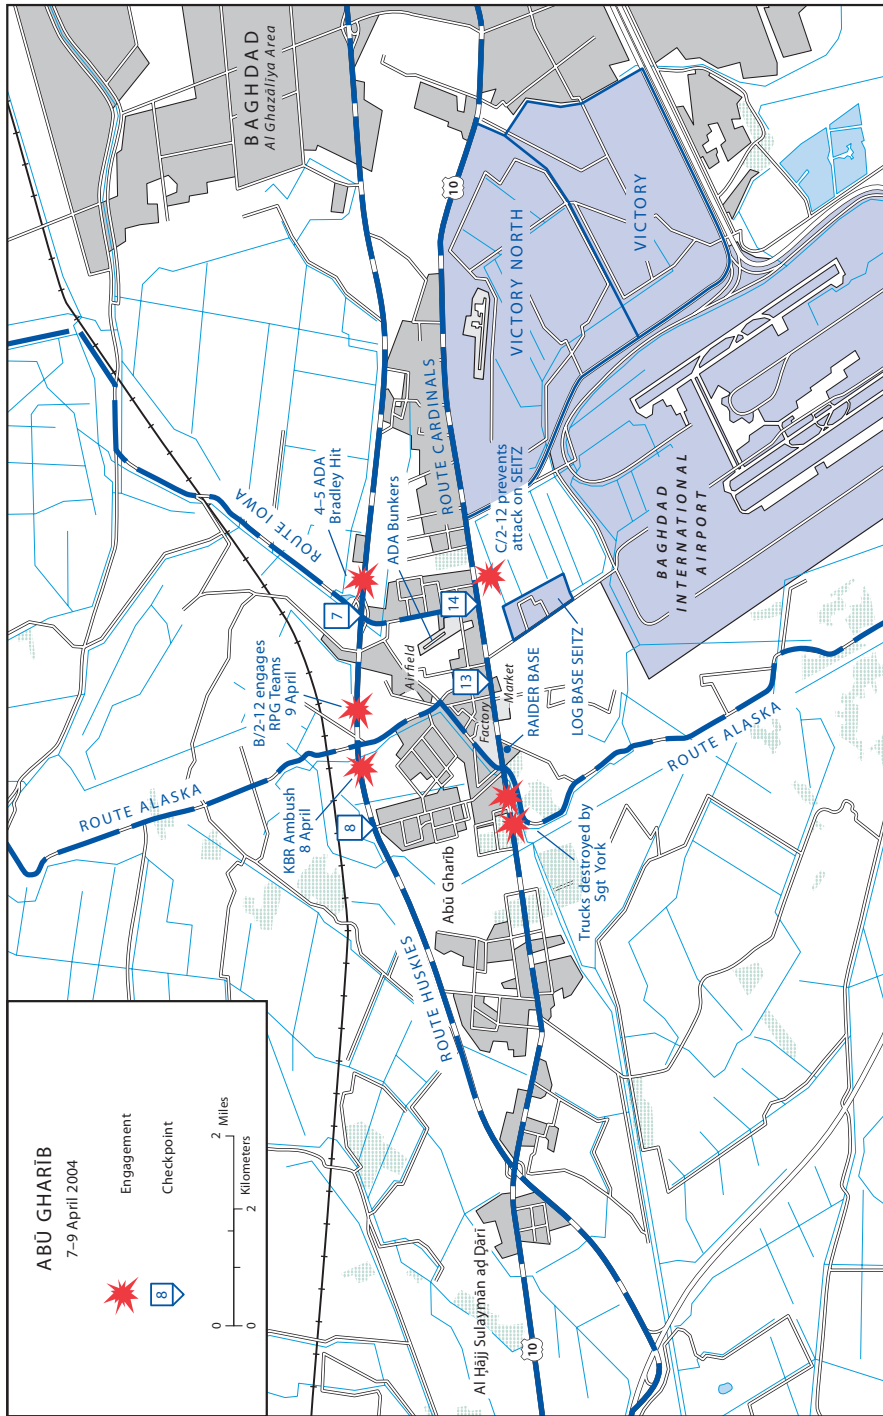 ABŪ GHARĪB
7–9 April 2004
Engagement
8
Checkpoint
0
2
Miles
0
2
Kilometers
BAGHDAD
Al Ghazāliya Area
ROUTE ALASKA
ROUTE IOWA
KBR Ambush
8 April
B/2-12 engages
RPG Teams
9 April
4–5 ADA
Bradley Hit
8
7
ADA Bunkers
ROUTE HUSKIES
Abū Gharīb
Airfield
ROUTE CARDINALS
10
14
13
Factory
Market
C/2-12 prevents
attack on SEITZ
VICTORY NORTH
VICTORY
RAIDER BASE
LOG BASE SEITZ
Al Ḩājj Sulaymān aḑ Ḑāri
10
Trucks destroyed by
Sgt York
ROUTE ALASKA
BAGHDAD
INTERNATIONAL
AIRPORT